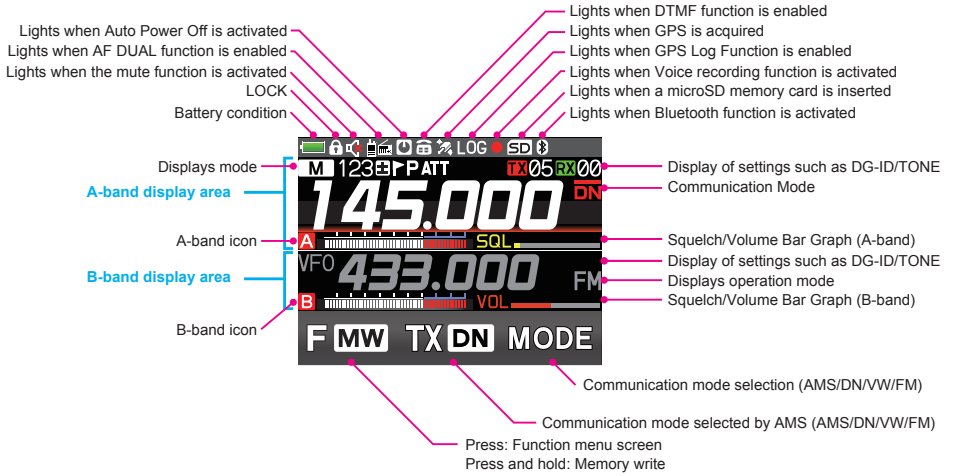 Lights when DTMF function is enabled
Lights when Auto Power Off is activated
Lights when GPS is acquired
Lights when AF DUAL function is enabled
Lights when GPS Log Function is enabled
Lights when the mute function is activated
Lights when Voice recording function is activated
LOCK
Lights when a microSD memory card is inserted
Battery condition
Lights when Bluetooth function is activated
LOG SD
Displays mode
M 123 P ATT TX 05 RX 00
Display of settings such as DG-ID/TONE
A-band display area
145.000 DN
Communication Mode
A-band icon
A SQL
Squelch/Volume Bar Graph (A-band)
Display of settings such as DG-ID/TONE
B-band display area
VFO 433.000 FM
Displays operation mode
B VOL
Squelch/Volume Bar Graph (B-band)
B-band icon
F MW TX DN MODE
Communication mode selection (AMS/DN/VW/FM)
Communication mode selected by AMS (AMS/DN/VW/FM)
Press: Function menu screen
Press and hold: Memory write